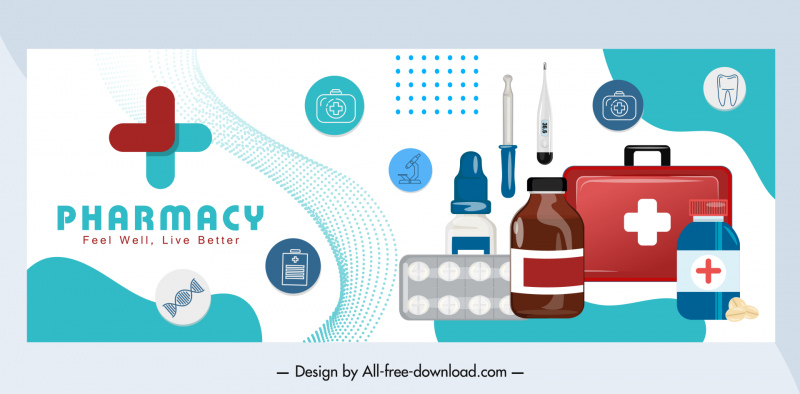 PHARMACY
Feel Well, Live Better
— Design by All-free-download.com —